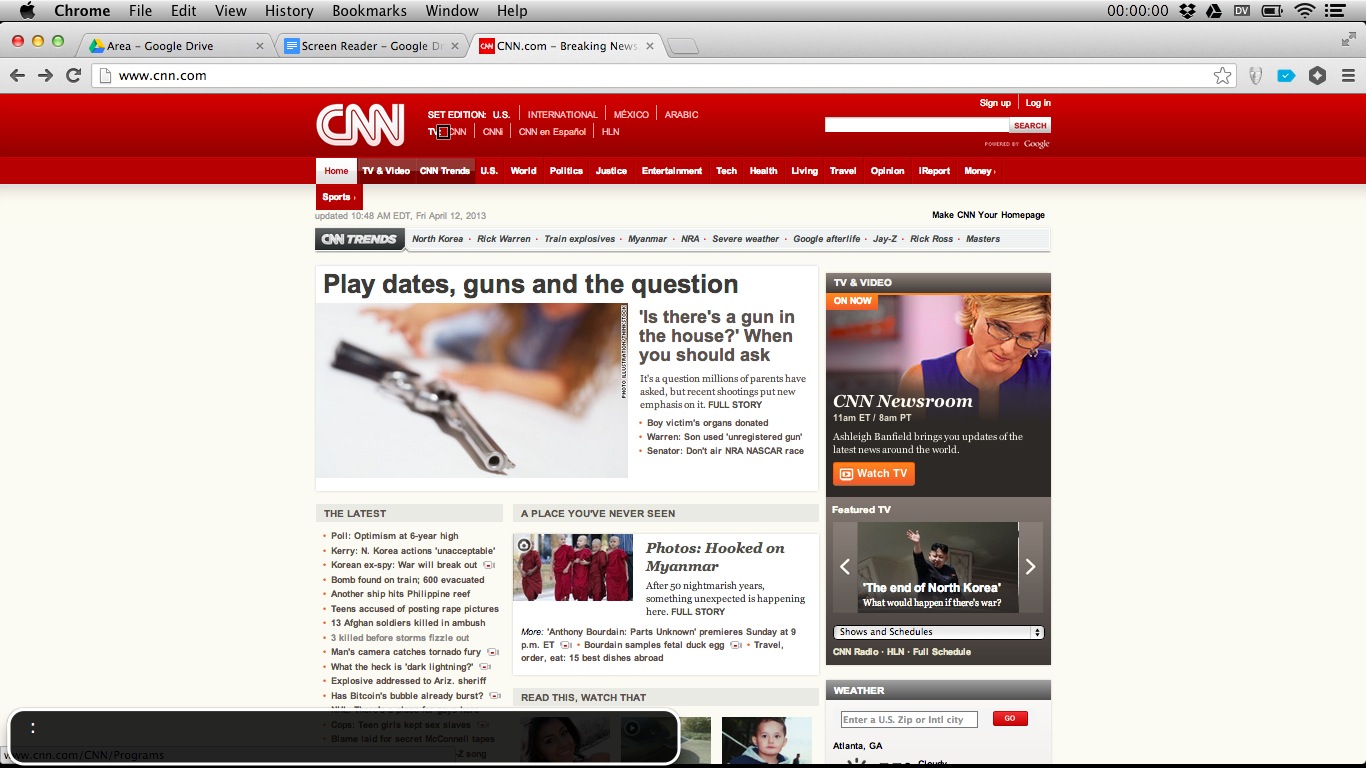 Chrome File Edit View History Bookmarks Window Help 00:00:00 DV
Area – Google Drive
Screen Reader – Google Dr
CNN CNN.com – Breaking News
www.cnn.com
CNN
SET EDITION: U.S. INTERNATIONAL MÉXICO ARABIC
TV: CNN CNNi CNN en Español HLN
Sign up Log in
SEARCH
POWERED BY Google
Home TV & Video CNN Trends U.S. World Politics Justice Entertainment Tech Health Living Travel Opinion iReport Money ›
Sports ›
updated 10:48 AM EDT, Fri April 12, 2013
Make CNN Your Homepage
CNN TRENDS North Korea · Rick Warren · Train explosives · Myanmar · NRA · Severe weather · Google afterlife · Jay-Z · Rick Ross · Masters
Play dates, guns and the question
PHOTO ILLUSTRATION/THINKSTOCK
'Is there's a gun in
the house?' When
you should ask
It's a question millions of parents have
asked, but recent shootings put new
emphasis on it. FULL STORY
• Boy victim's organs donated
• Warren: Son used 'unregistered gun'
• Senator: Don't air NRA NASCAR race
TV & VIDEO
ON NOW
CNN Newsroom
11am ET / 8am PT
Ashleigh Banfield brings you updates of the
latest news around the world.
Watch TV
Featured TV
'The end of North Korea'
What would happen if there's war?
Shows and Schedules
CNN Radio · HLN · Full Schedule
THE LATEST
• Poll: Optimism at 6-year high
• Kerry: N. Korea actions 'unacceptable'
• Korean ex-spy: War will break out
• Bomb found on train; 600 evacuated
• Another ship hits Philippine reef
• Teens accused of posting rape pictures
• 13 Afghan soldiers killed in ambush
• 3 killed before storms fizzle out
• Man's camera catches tornado fury
• What the heck is 'dark lightning?'
• Explosive addressed to Ariz. sheriff
• Has Bitcoin's bubble already burst?
• Cops: Teen girls kept sex slaves
• Blame laid for secret McConnell tapes
-Z song
A PLACE YOU'VE NEVER SEEN
Photos: Hooked on
Myanmar
After 50 nightmarish years,
something unexpected is happening
here. FULL STORY
More: 'Anthony Bourdain: Parts Unknown' premieres Sunday at 9
p.m. ET • Bourdain samples fetal duck egg • Travel,
order, eat: 15 best dishes abroad
READ THIS, WATCH THAT
WEATHER
Enter a U.S. Zip or Intl city GO
Atlanta, GA
Cloudy
:
www.cnn.com/CNN/Programs